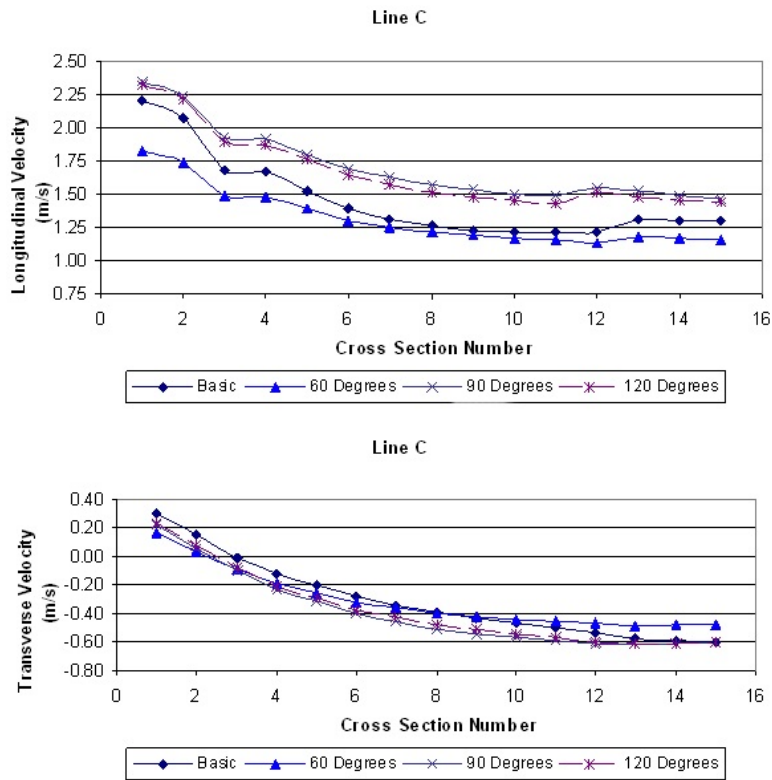 Line C
Longitudinal Velocity
(m/s)
2.50
2.25
2.00
1.75
1.50
1.25
1.00
0.75
0 2 4 6 8 10 12 14 16
Cross Section Number
Basic 60 Degrees 90 Degrees 120 Degrees
Line C
Transverse Velocity
(m/s)
0.40
0.20
0.00
-0.20
-0.40
-0.60
-0.80
0 2 4 6 8 10 12 14 16
Cross Section Number
Basic 60 Degrees 90 Degrees 120 Degrees